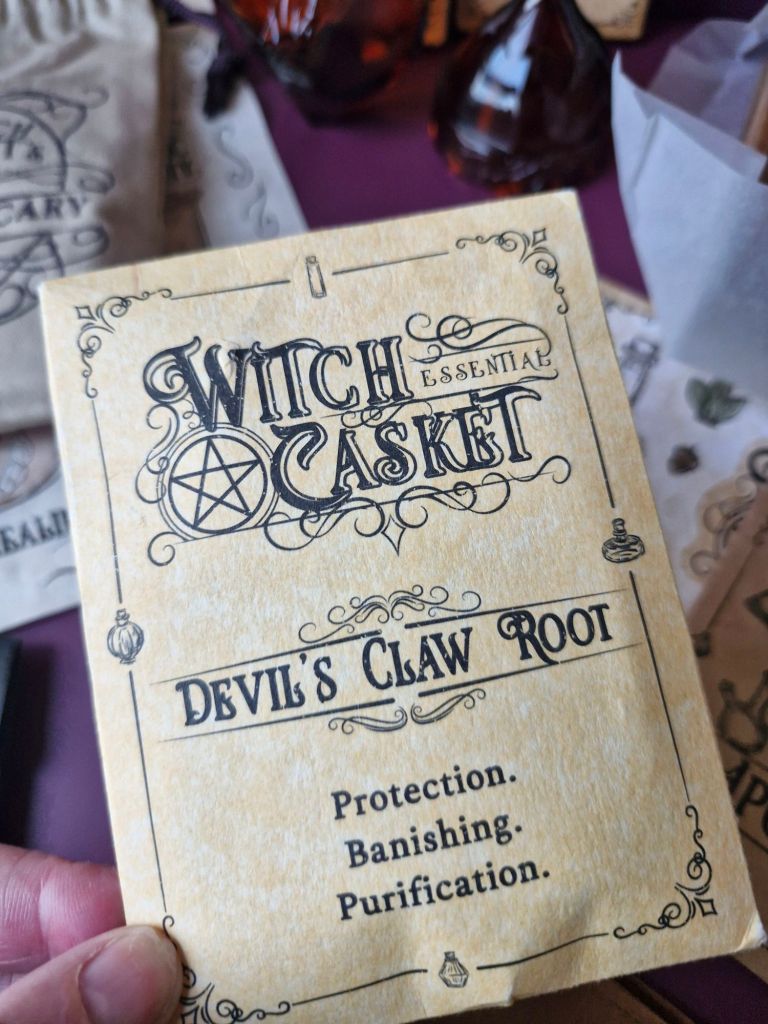 WITCH
ESSENTIAL
CASKET
DEVIL'S CLAW ROOT
Protection.
Banishing.
Purification.